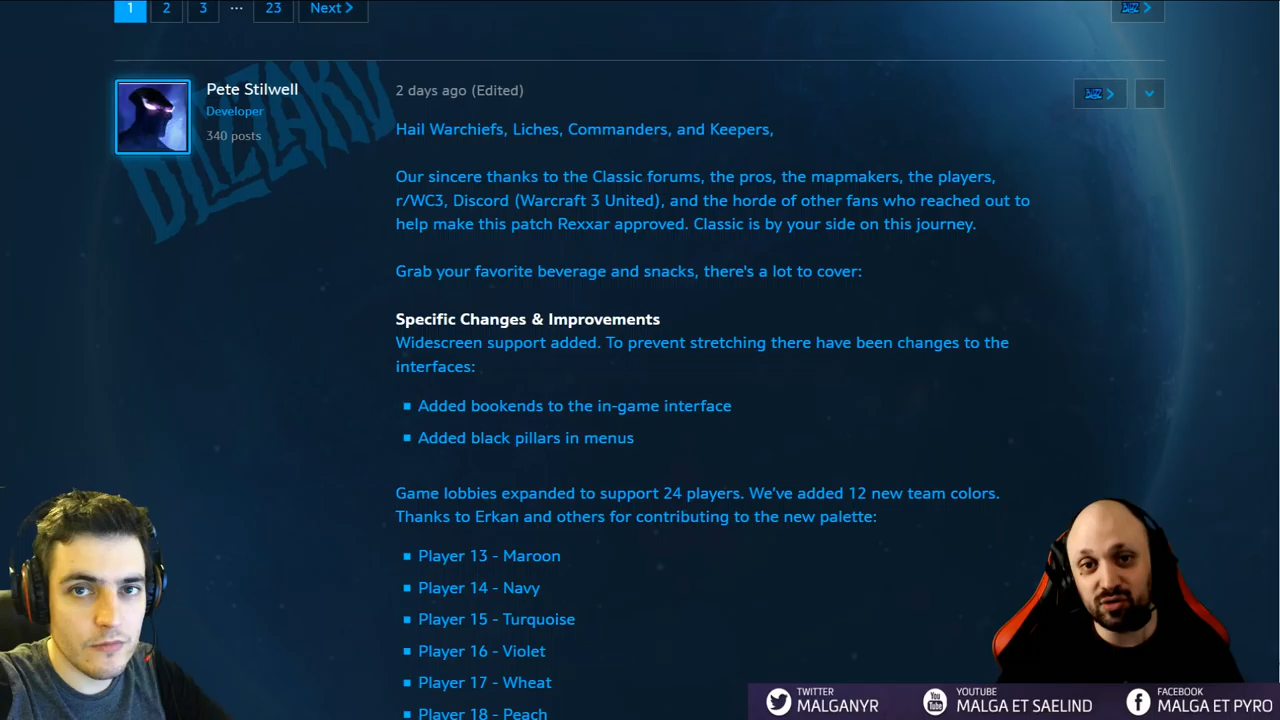 1 2 3 ... 23 Next
Pete Stilwell
Developer
340 posts
2 days ago (Edited)
BLIZZARD
Hail Warchiefs, Liches, Commanders, and Keepers,
Our sincere thanks to the Classic forums, the pros, the mapmakers, the players,
r/WC3, Discord (Warcraft 3 United), and the horde of other fans who reached out to
help make this patch Rexxar approved. Classic is by your side on this journey.
Grab your favorite beverage and snacks, there's a lot to cover:
Specific Changes & Improvements
Widescreen support added. To prevent stretching there have been changes to the
interfaces:
Added bookends to the in-game interface
Added black pillars in menus
Game lobbies expanded to support 24 players. We've added 12 new team colors.
Thanks to Erkan and others for contributing to the new palette:
Player 13 - Maroon
Player 14 - Navy
Player 15 - Turquoise
Player 16 - Violet
Player 17 - Wheat
Player 18 - Peach
TWITTER
MALGANYR
You Tube
YOUTUBE
MALGA ET SAELIND
FACEBOOK
MALGA ET PYRO